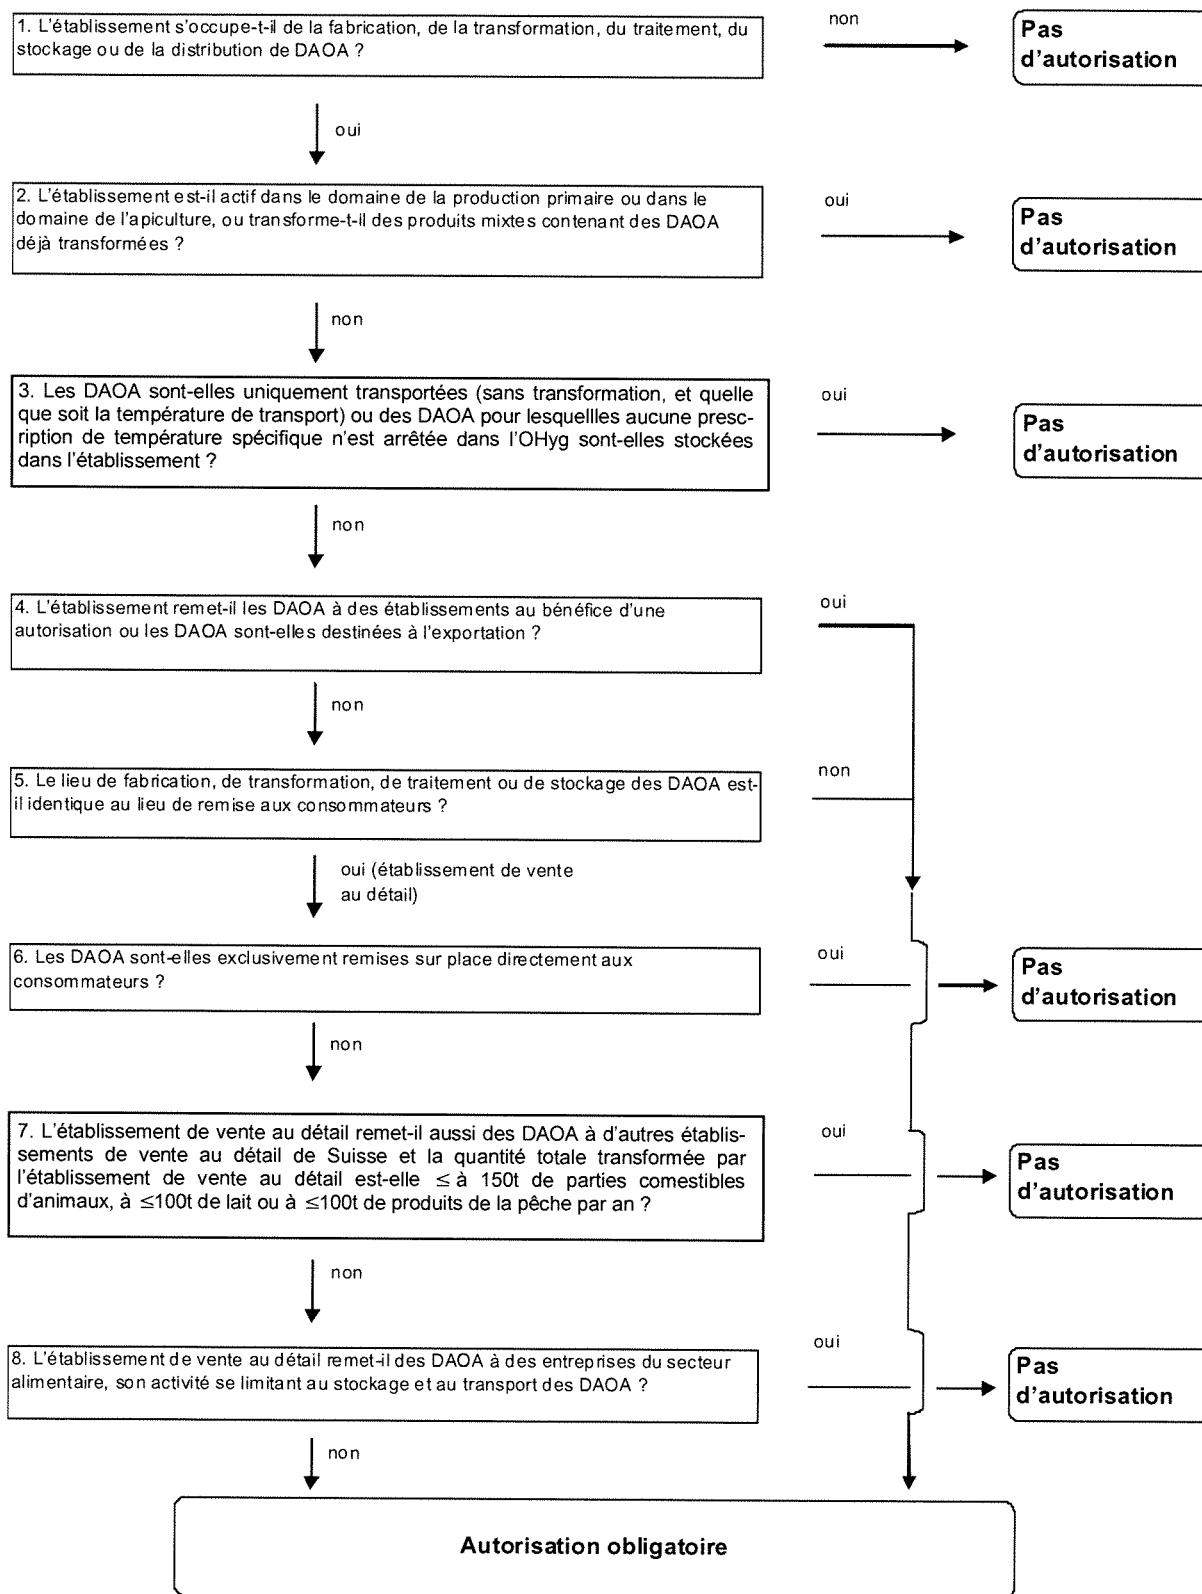 1. L'établissement s'occupe-t-il de la fabrication, de la transformation, du traitement, du
stockage ou de la distribution de DAOA ?
non
Pas
d'autorisation
oui
2. L'établissement est-il actif dans le domaine de la production primaire ou dans le
domaine de l'apiculture, ou transforme-t-il des produits mixtes contenant des DAOA
déjà transformées ?
oui
Pas
d'autorisation
non
3. Les DAOA sont-elles uniquement transportées (sans transformation, et quelle
que soit la température de transport) ou des DAOA pour lesquellles aucune presc-
ription de température spécifique n'est arrêtée dans l'OHyg sont-elles stockées
dans l'établissement ?
oui
Pas
d'autorisation
non
4. L'établissement remet-il les DAOA à des établissements au bénéfice d'une
autorisation ou les DAOA sont-elles destinées à l'exportation ?
oui
non
5. Le lieu de fabrication, de transformation, de traitement ou de stockage des DAOA est-
il identique au lieu de remise aux consommateurs ?
non
oui (établissement de vente
au détail)
6. Les DAOA sont-elles exclusivement remises sur place directement aux
consommateurs ?
oui
Pas
d'autorisation
non
7. L'établissement de vente au détail remet-il aussi des DAOA à d'autres établis-
sements de vente au détail de Suisse et la quantité totale transformée par
l'établissement de vente au détail est-elle ≤ à 150t de parties comestibles
d'animaux, à ≤100t de lait ou à ≤100t de produits de la pêche par an ?
oui
Pas
d'autorisation
non
8. L'établissement de vente au détail remet-il des DAOA à des entreprises du secteur
alimentaire, son activité se limitant au stockage et au transport des DAOA ?
oui
Pas
d'autorisation
non
Autorisation obligatoire